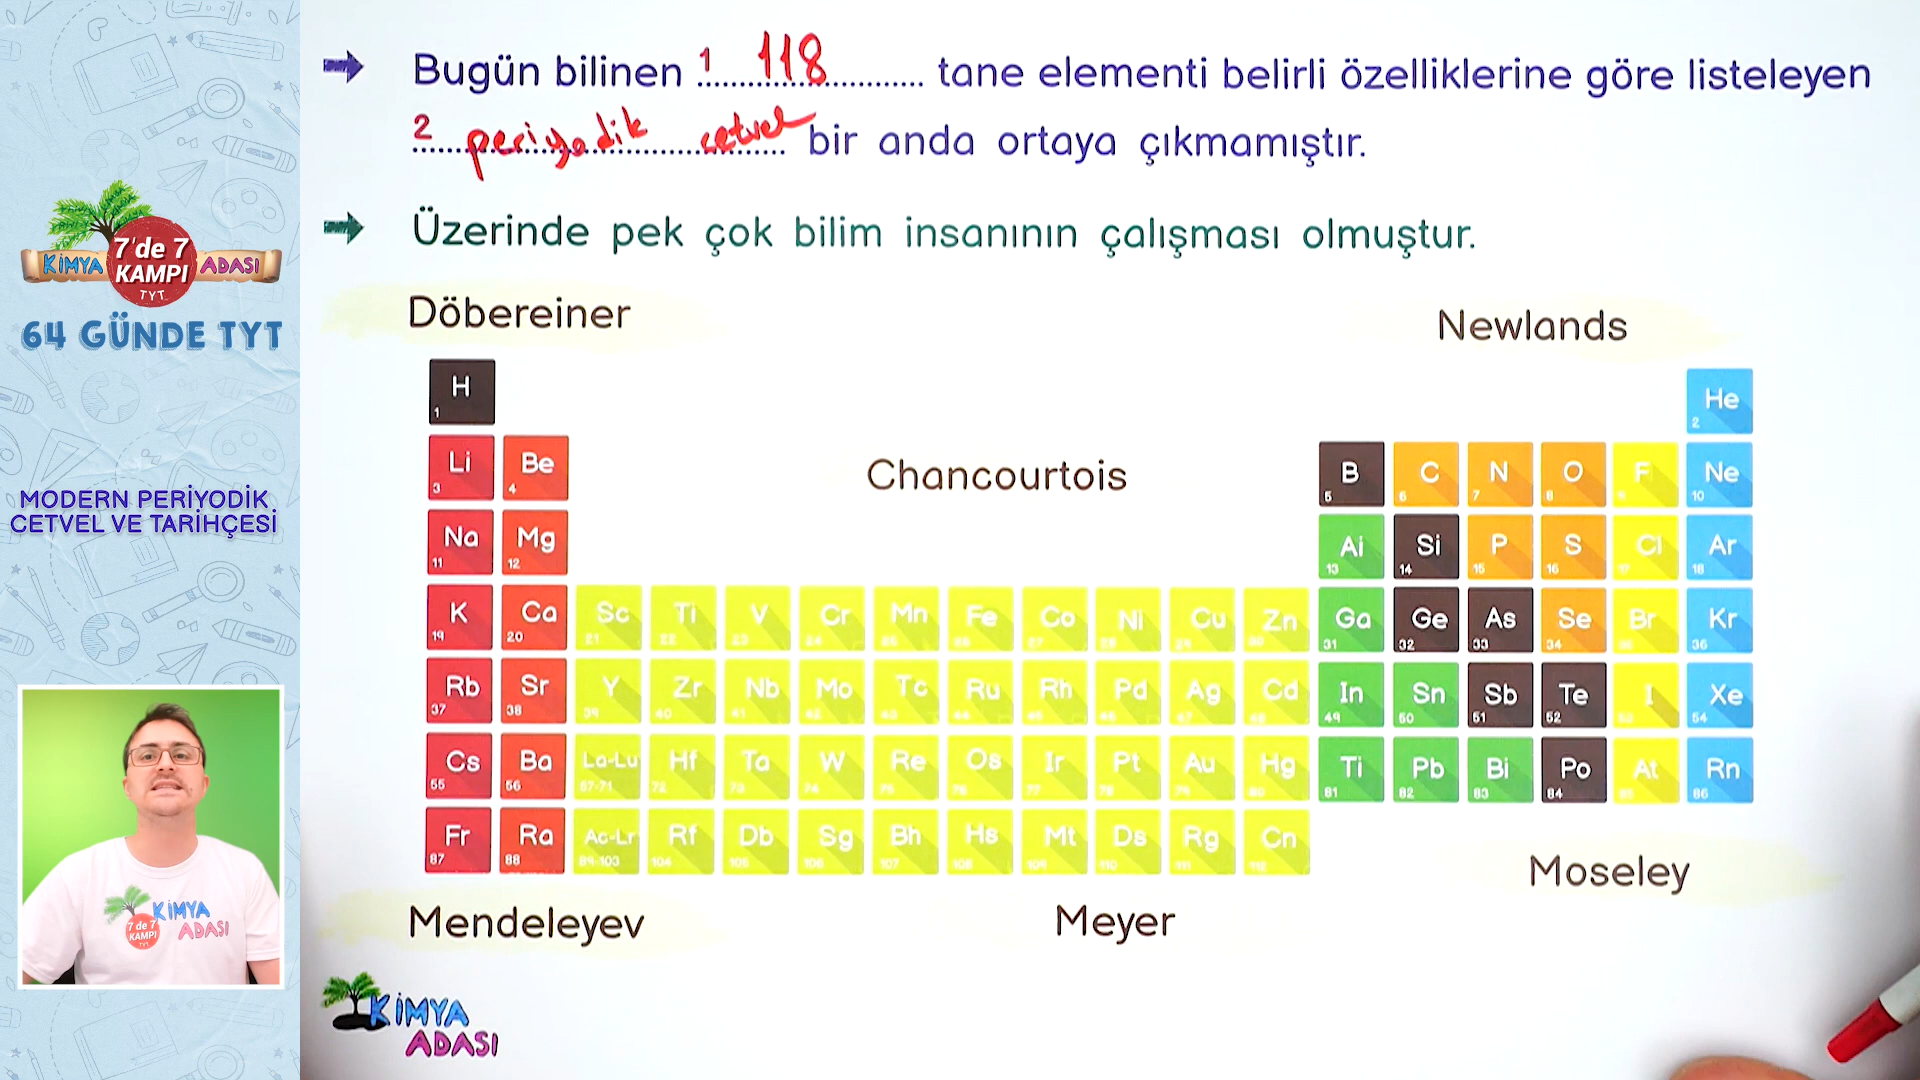 7'de 7
KİMYA KAMPI ADASI
TYT
64 GÜNDE TYT
MODERN PERİYODİK
CETVEL VE TARİHÇESİ
KİMYA
7 de 7
KAMPI
TYT
ADASI
Bugün bilinen 1 118 tane elementi belirli özelliklerine göre listeleyen
2 periyodik cetvel bir anda ortaya çıkmamıştır.
Üzerinde pek çok bilim insanının çalışması olmuştur.
Döbereiner Newlands
H 1 He 2
Chancourtois
Li 3 Be 4 B 5 C 6 N 7 O 8 F 9 Ne 10
Na 11 Mg 12 Ai 13 Si 14 P 15 S 16 Cl 17 Ar 18
K 19 Ca 20 Sc 21 Ti 22 V 23 Cr 24 Mn 25 Fe 26 Co 27 Ni 28 Cu 29 Zn 30 Ga 31 Ge 32 As 33 Se 34 Br 35 Kr 36
Rb 37 Sr 38 Y 39 Zr 40 Nb 41 Mo 42 Tc 43 Ru 44 Rh 45 Pd 46 Ag 47 Cd 48 In 49 Sn 50 Sb 51 Te 52 I 53 Xe 54
Cs 55 Ba 56 La-Lu 57-71 Hf 72 Ta 73 W 74 Re 75 Os 76 Ir 77 Pt 78 Au 79 Hg 80 Ti 81 Pb 82 Bi 83 Po 84 At 85 Rn 86
Fr 87 Ra 88 Ac-Lr 89-103 Rf 104 Db 105 Sg 106 Bh 107 Hs 108 Mt 109 Ds 110 Rg 111 Cn 112
Moseley
Mendeleyev Meyer
KİMYA
ADASI